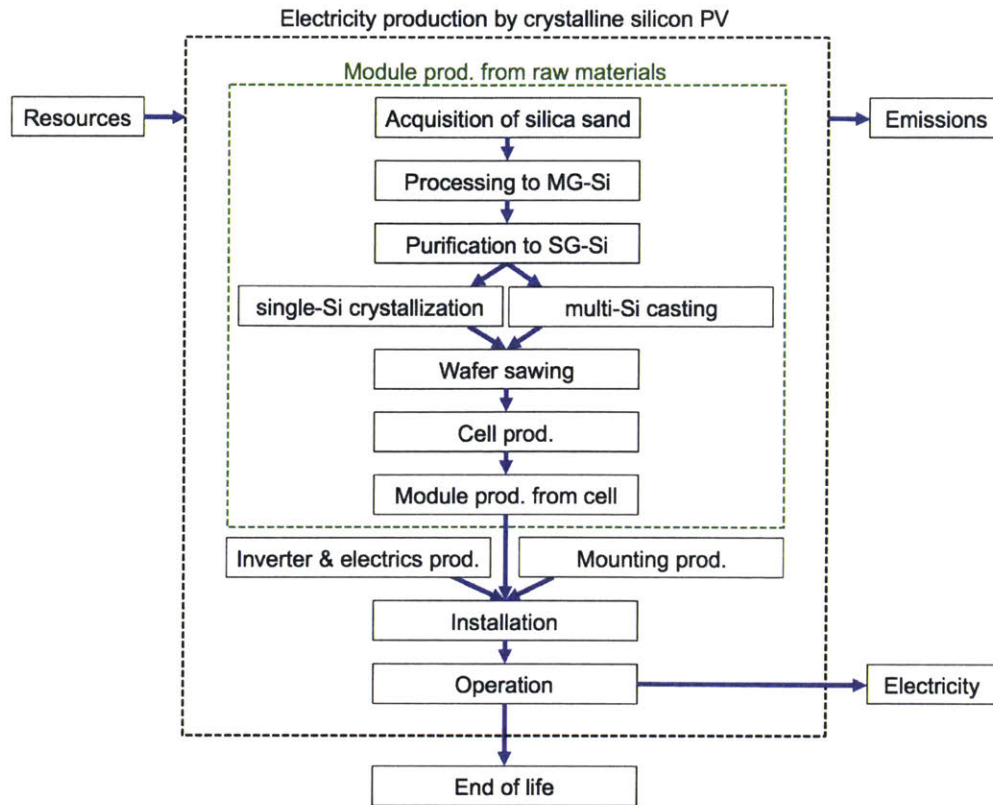 Electricity production by crystalline silicon PV
Module prod. from raw materials
Resources
Acquisition of silica sand
Emissions
Processing to MG-Si
Purification to SG-Si
single-Si crystallization
multi-Si casting
Wafer sawing
Cell prod.
Module prod. from cell
Inverter & electrics prod.
Mounting prod.
Installation
Operation
Electricity
End of life